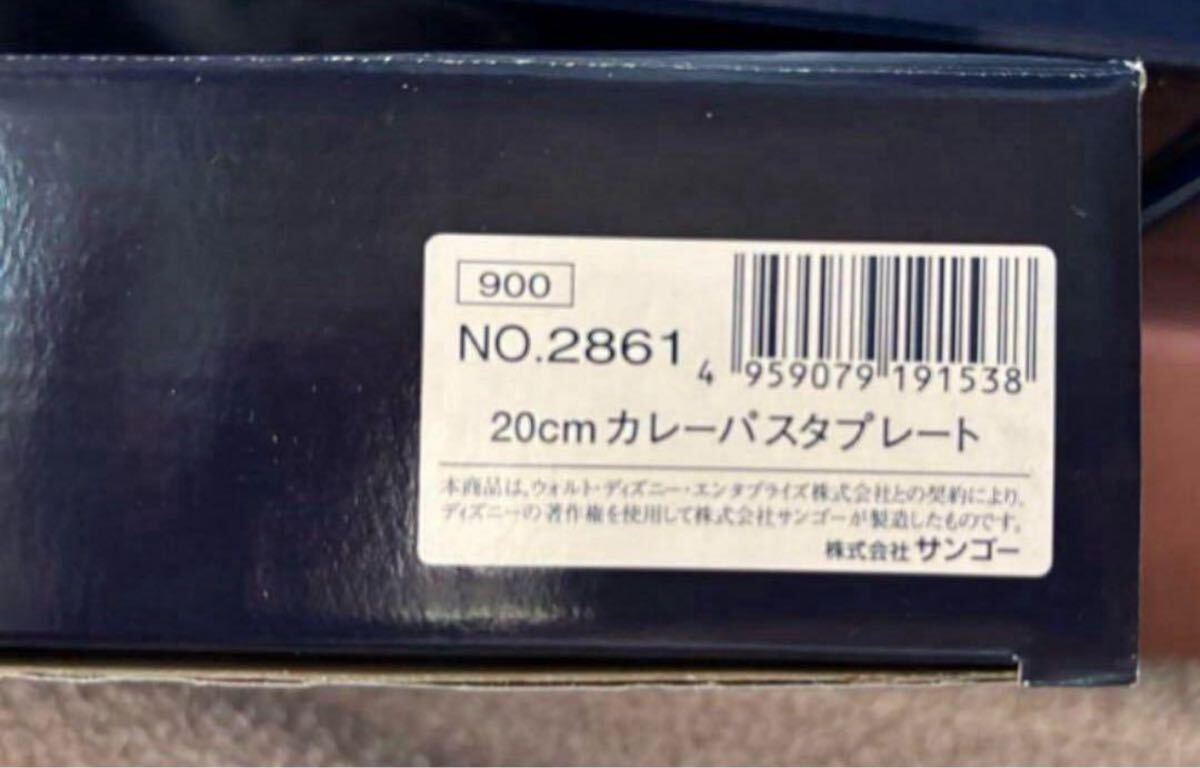 900
NO.2861
4 959079 191538
20cmカレーパスタプレート
本商品は、ウォルト・ディズニー・エンタプライズ株式会社との契約により、
ディズニーの著作権を使用して株式会社サンゴーが製造したものです。
株式会社サンゴー